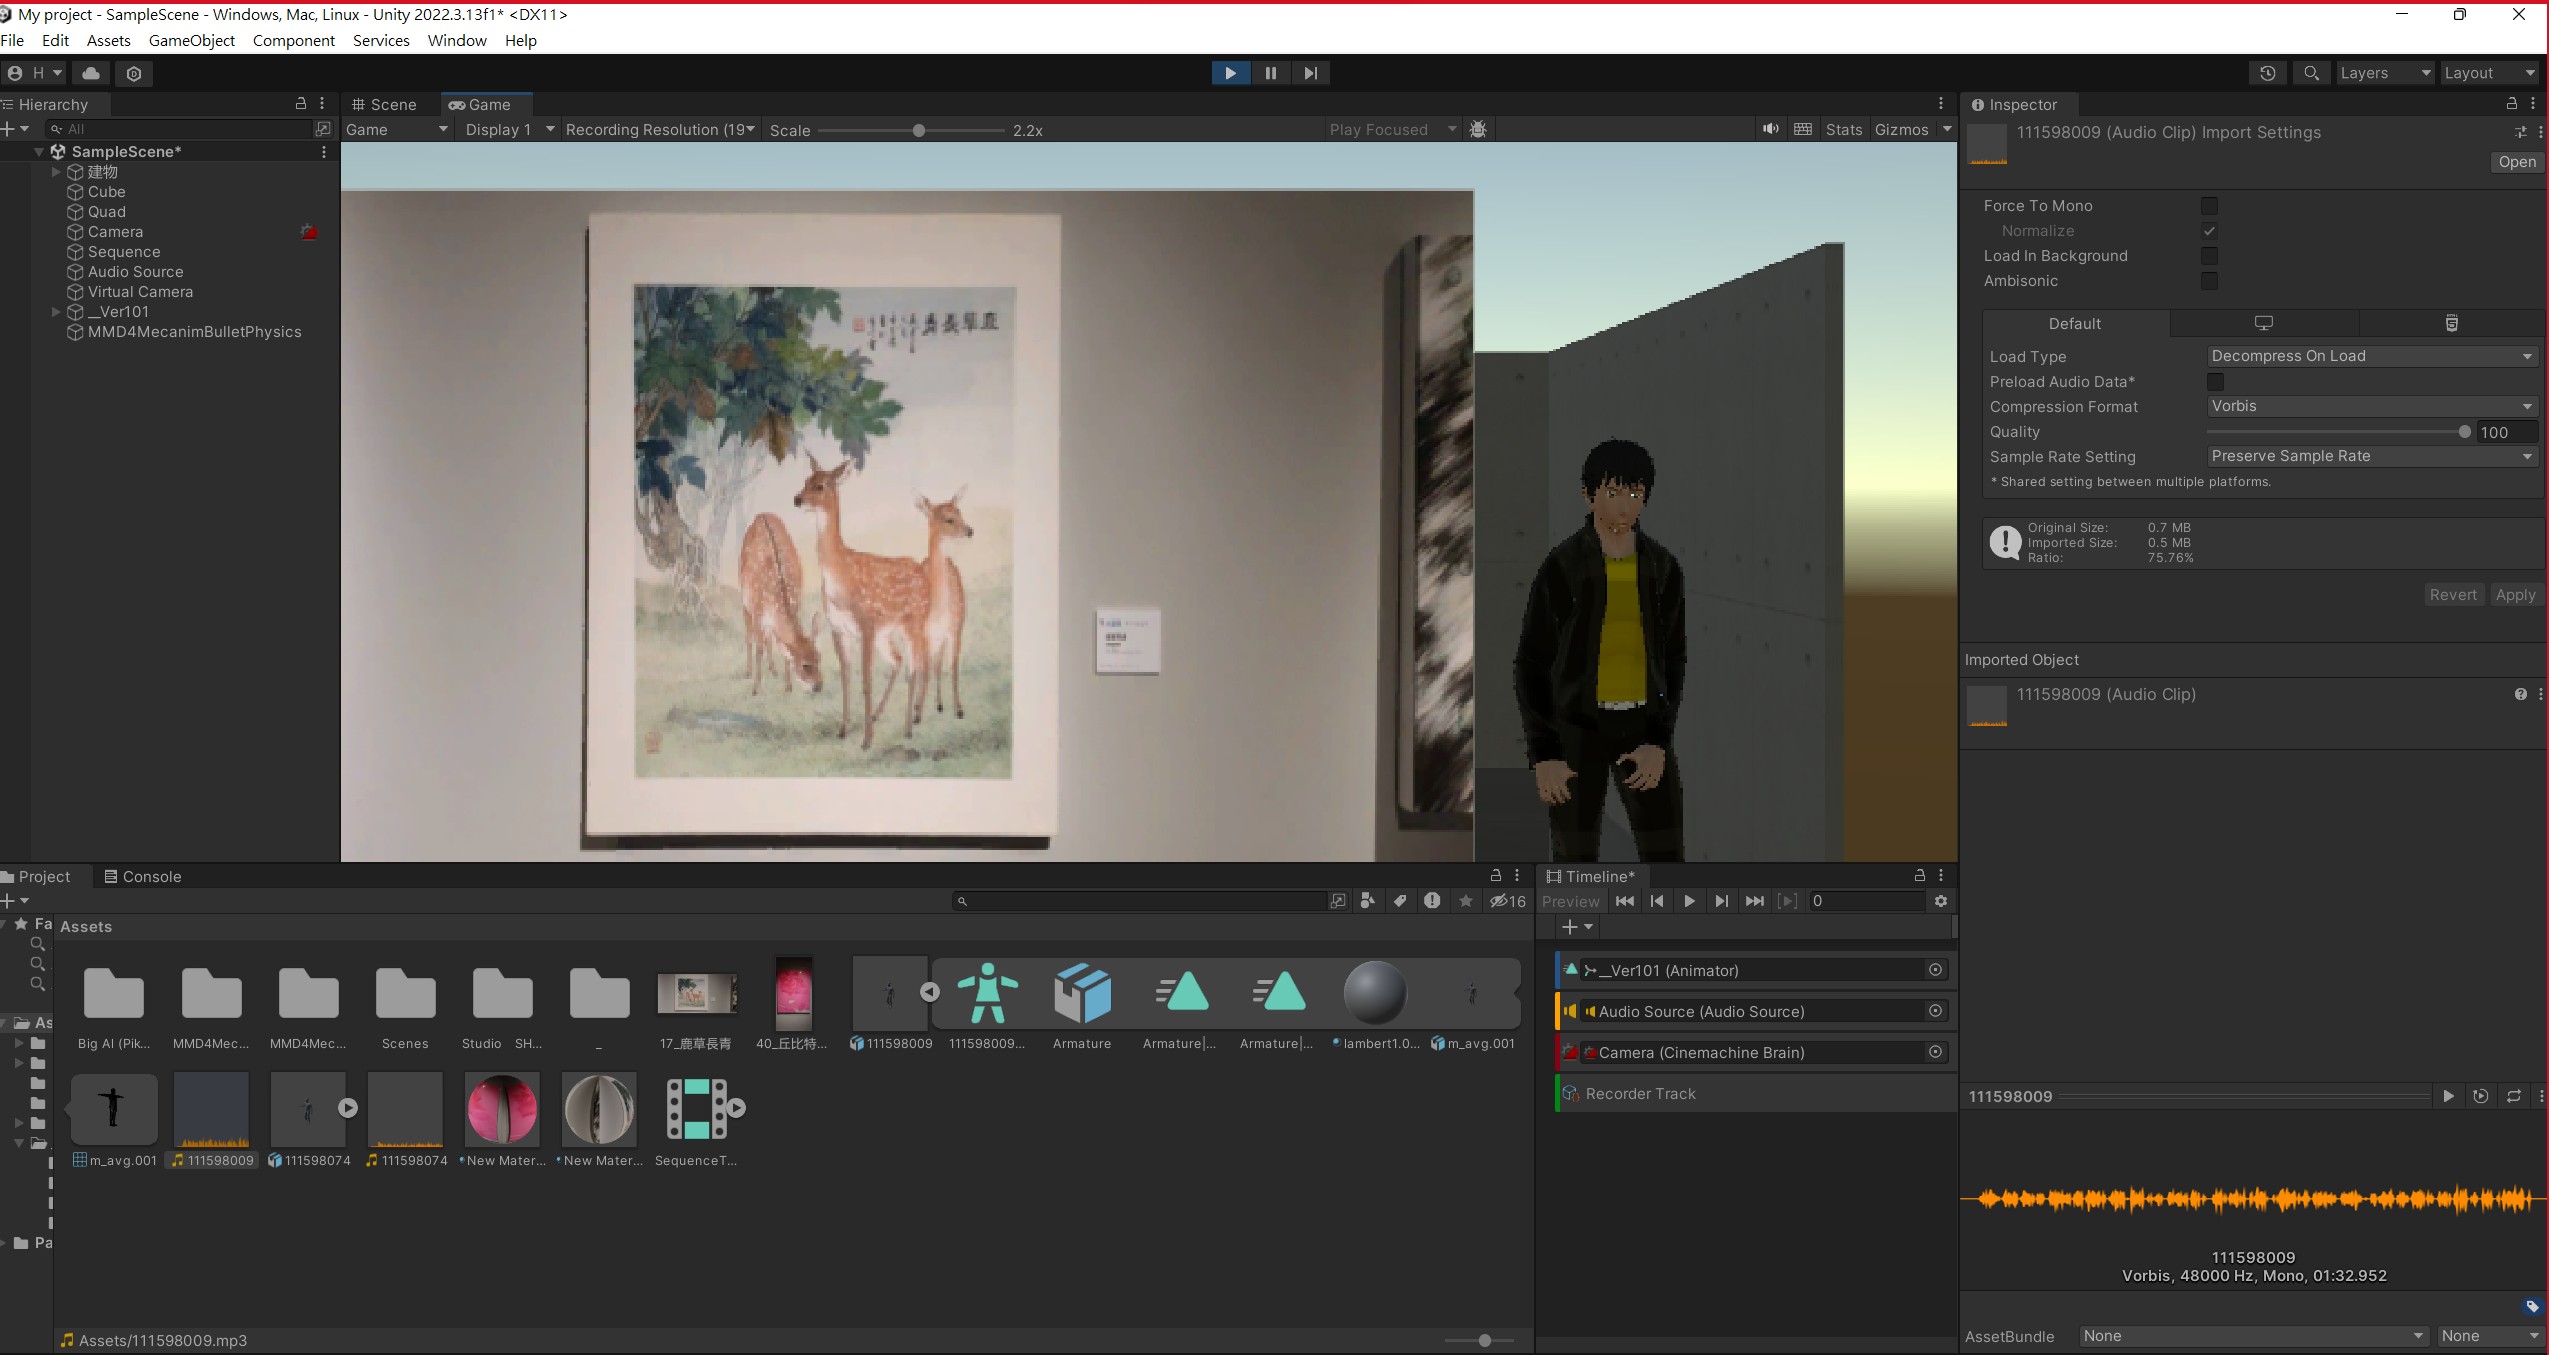 My project - SampleScene - Windows, Mac, Linux - Unity 2022.3.13f1* <DX11>
File Edit Assets GameObject Component Services Window Help
H Layers Layout
Hierarchy
All
SampleScene*
建物
Cube
Quad
Camera
Sequence
Audio Source
Virtual Camera
__Ver101
MMD4MecanimBulletPhysics
Scene Game
Game Display 1 Recording Resolution (19 Scale 2.2x Play Focused Stats Gizmos
Inspector
111598009 (Audio Clip) Import Settings
Open
Force To Mono
Normalize
Load In Background
Ambisonic
Default
Load Type Decompress On Load
Preload Audio Data*
Compression Format Vorbis
Quality 100
Sample Rate Setting Preserve Sample Rate
* Shared setting between multiple platforms.
Original Size: 0.7 MB
Imported Size: 0.5 MB
Ratio: 75.76%
Revert Apply
Imported Object
111598009 (Audio Clip)
Project Console
16
Fa
As
Pa
Assets
Big Al (Pik... MMD4Mec... MMD4Mec... Scenes Studio SH... _ 17_鹿草長青 40_丘比特... 111598009 111598009... Armature Armature|... Armature|... lambert1.0... m_avg.001
m_avg.001 111598009 111598074 111598074 New Mater... New Mater... SequenceT...
Assets/111598009.mp3
Timeline*
Preview 0
__Ver101 (Animator)
Audio Source (Audio Source)
Camera (Cinemachine Brain)
Recorder Track
111598009
111598009
Vorbis, 48000 Hz, Mono, 01:32.952
AssetBundle None None